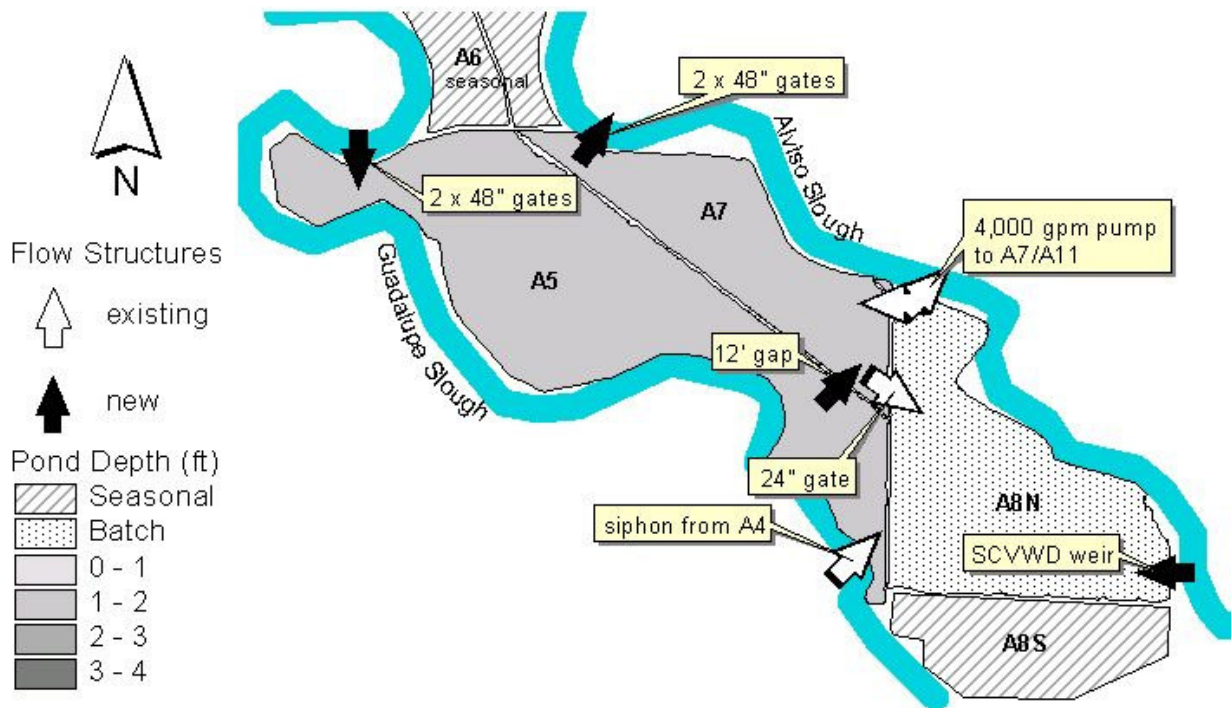 A6
seasonal
2 x 48" gates
Alviso Slough
N
2 x 48" gates
A7
4,000 gpm pump
to A7/A11
Flow Structures
existing
A5
Guadalupe Slough
12' gap
new
Pond Depth (ft)
Seasonal
Batch
0 - 1
1 - 2
2 - 3
3 - 4
24" gate
A8N
siphon from A4
SCVWD weir
A8S